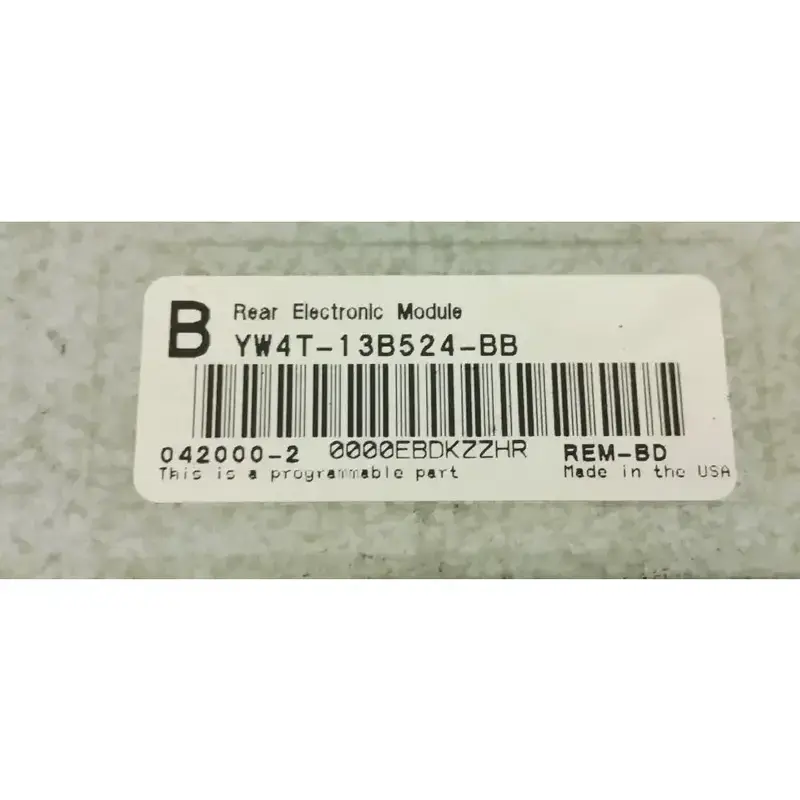 B Rear Electronic Module
YW4T-13B524-BB
042000-2 0000EBDKZZHR REM-BD
This is a programmable part Made in the USA